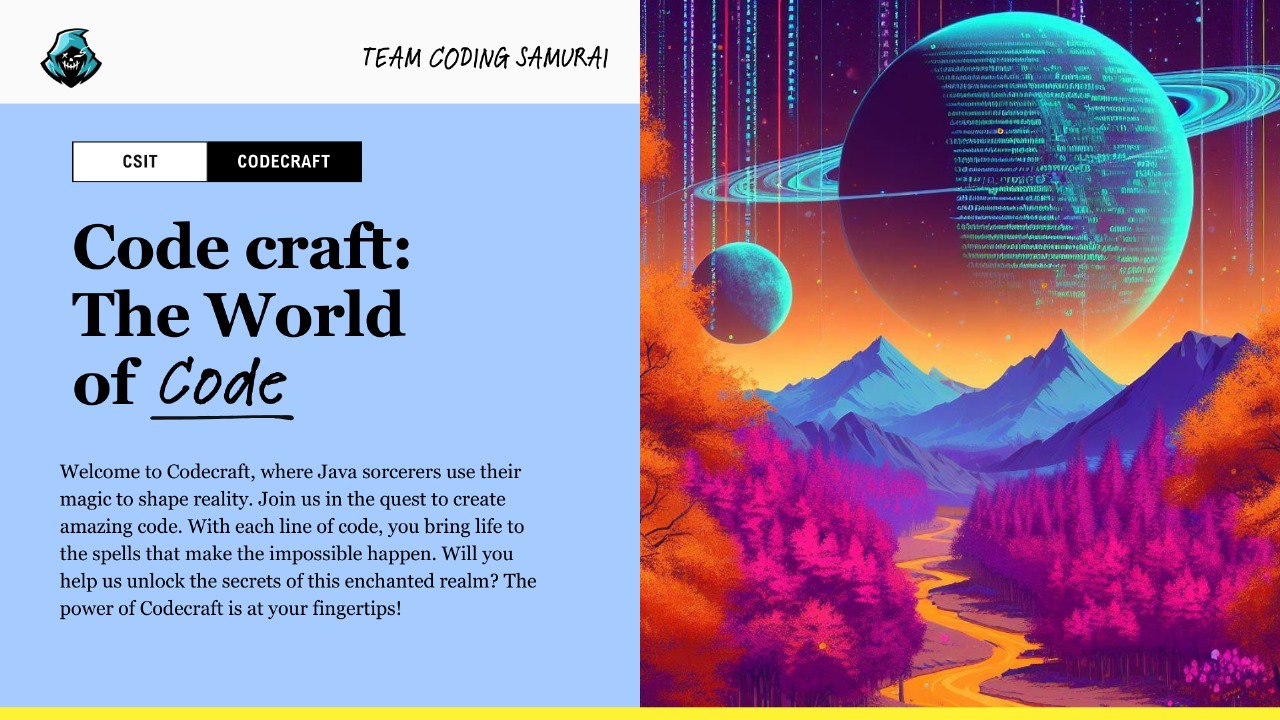 TEAM CODING SAMURAI
CSIT CODECRAFT
Code craft:
The World
of Code
Welcome to Codecraft, where Java sorcerers use their
magic to shape reality. Join us in the quest to create
amazing code. With each line of code, you bring life to
the spells that make the impossible happen. Will you
help us unlock the secrets of this enchanted realm? The
power of Codecraft is at your fingertips!